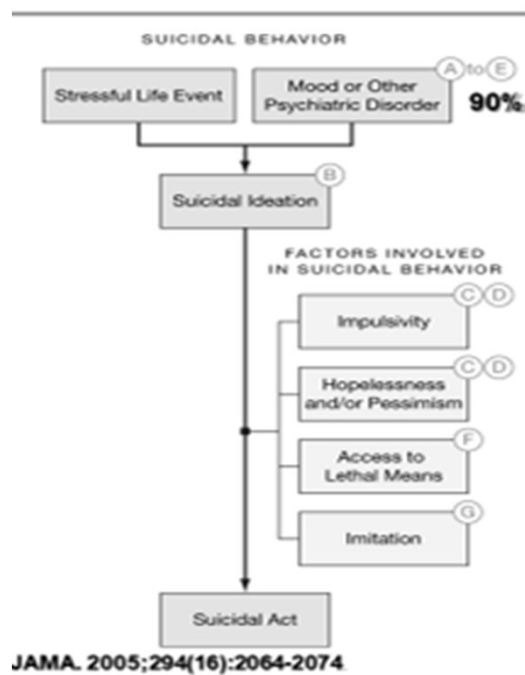 SUICIDAL BEHAVIOR
A to E
Stressful Life Event
Mood or Other
Psychiatric Disorder
90%
B
Suicidal Ideation
FACTORS INVOLVED
IN SUICIDAL BEHAVIOR
C D
Impulsivity
C D
Hopelessness
and/or Pessimism
F
Access to
Lethal Means
G
Imitation
Suicidal Act
JAMA. 2005;294(16):2064-2074